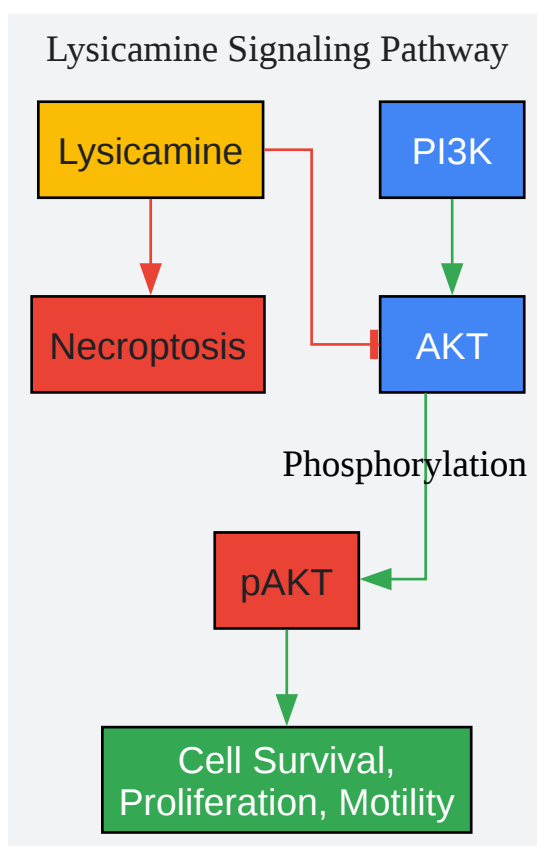 Lysicamine Signaling Pathway
Lysicamine
PI3K
Necroptosis
AKT
Phosphorylation
pAKT
Cell Survival,
Proliferation, Motility